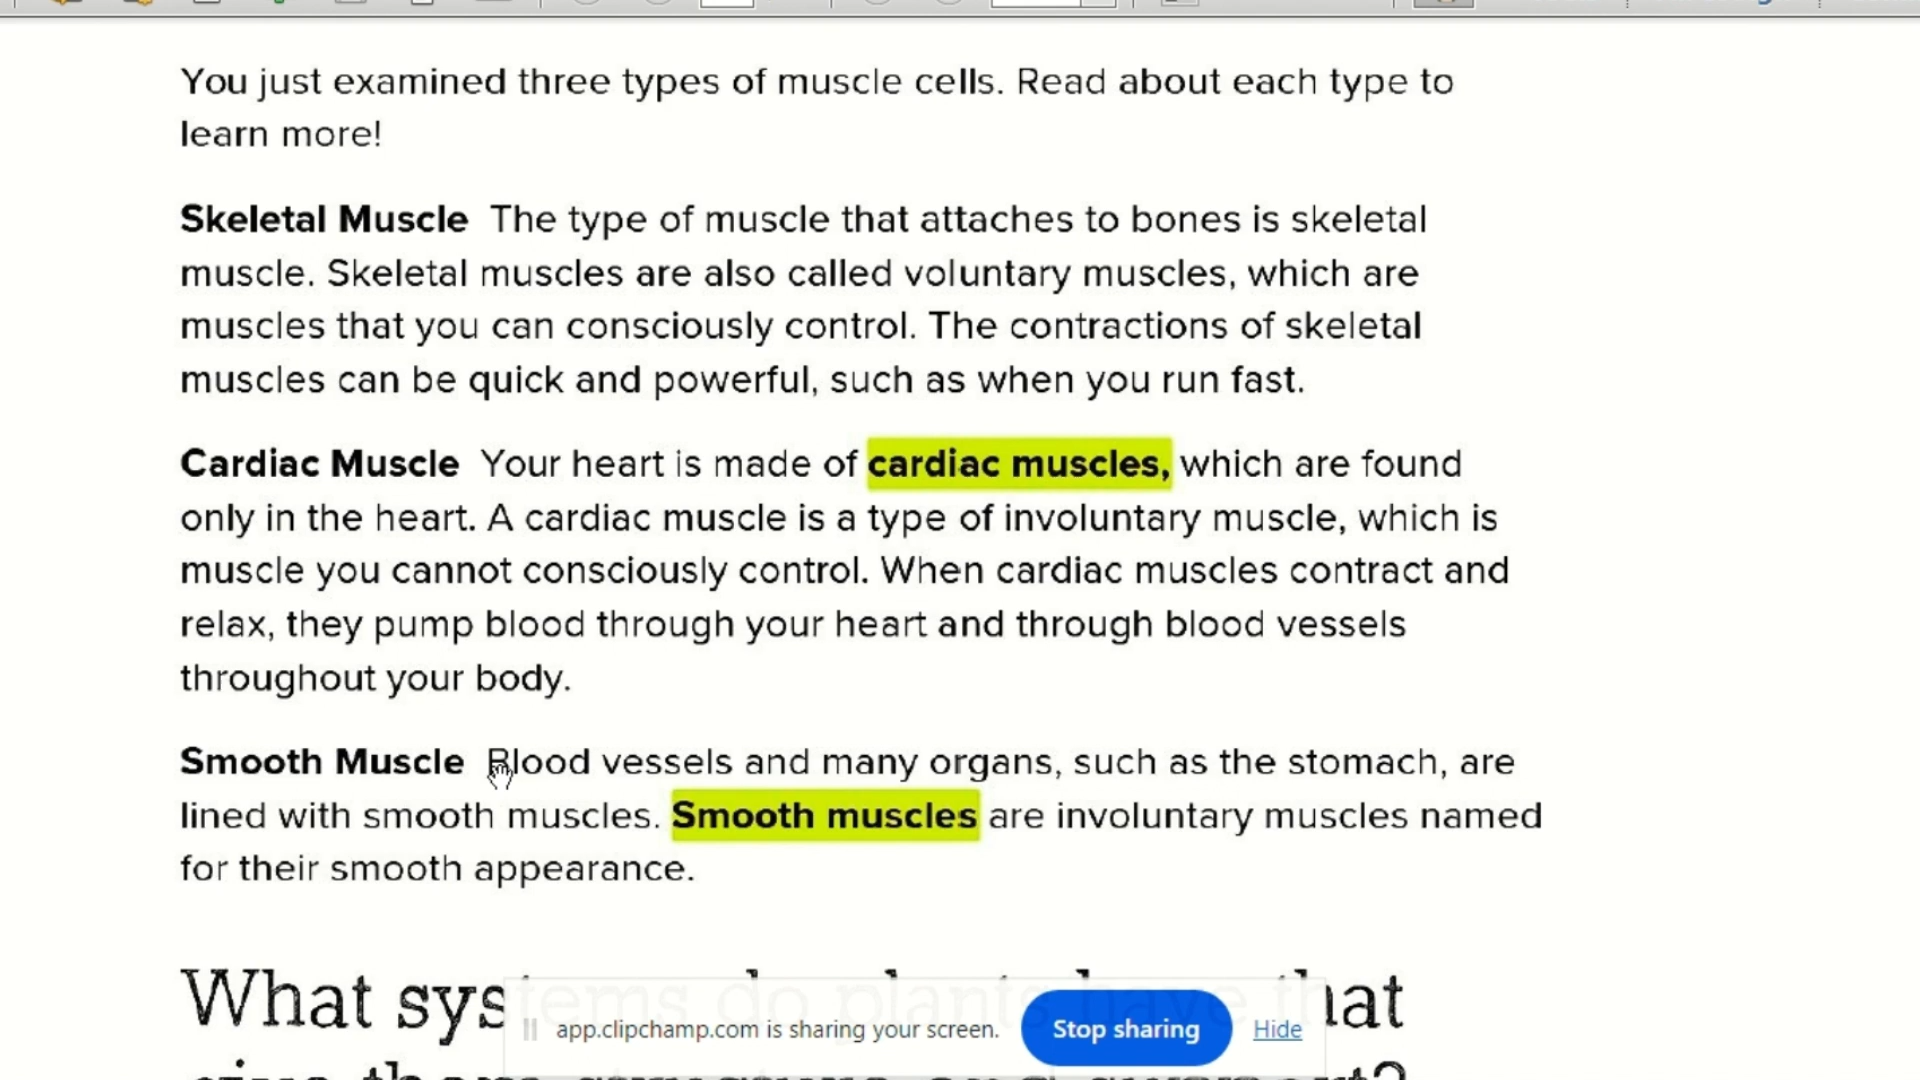 You just examined three types of muscle cells. Read about each type to
learn more!
Skeletal Muscle The type of muscle that attaches to bones is skeletal
muscle. Skeletal muscles are also called voluntary muscles, which are
muscles that you can consciously control. The contractions of skeletal
muscles can be quick and powerful, such as when you run fast.
Cardiac Muscle Your heart is made of cardiac muscles, which are found
only in the heart. A cardiac muscle is a type of involuntary muscle, which is
muscle you cannot consciously control. When cardiac muscles contract and
relax, they pump blood through your heart and through blood vessels
throughout your body.
Smooth Muscle Blood vessels and many organs, such as the stomach, are
lined with smooth muscles. Smooth muscles are involuntary muscles named
for their smooth appearance.
What systems do plants have that
app.clipchamp.com is sharing your screen. Stop sharing Hide